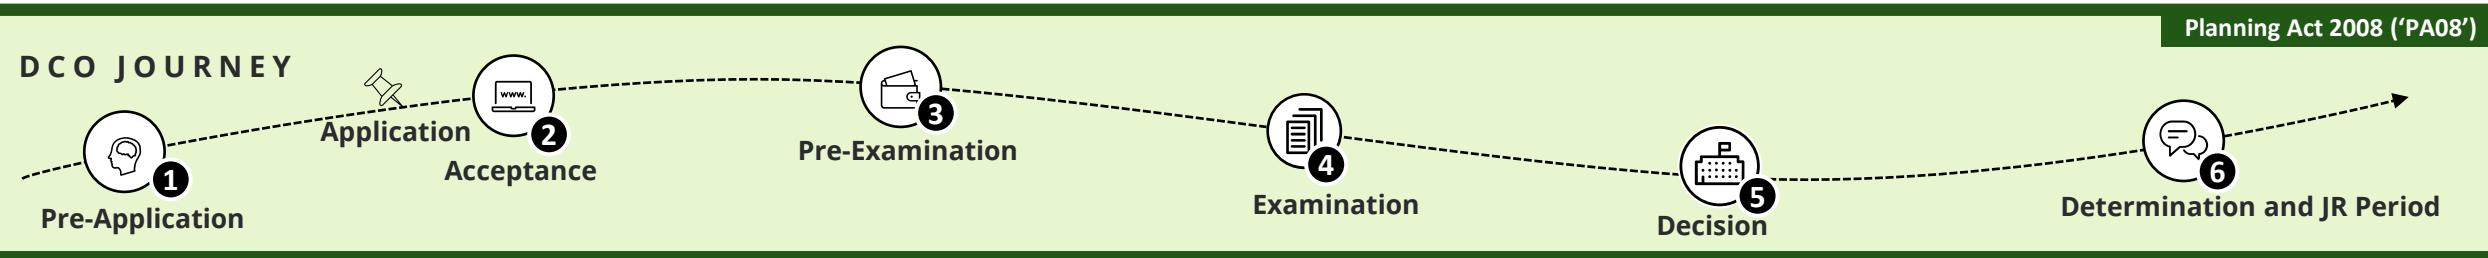 Planning Act 2008 (‘PA08’)
DCO JOURNEY
1
Pre-Application
Application
www.
2
Acceptance
3
Pre-Examination
4
Examination
5
Decision
6
Determination and JR Period